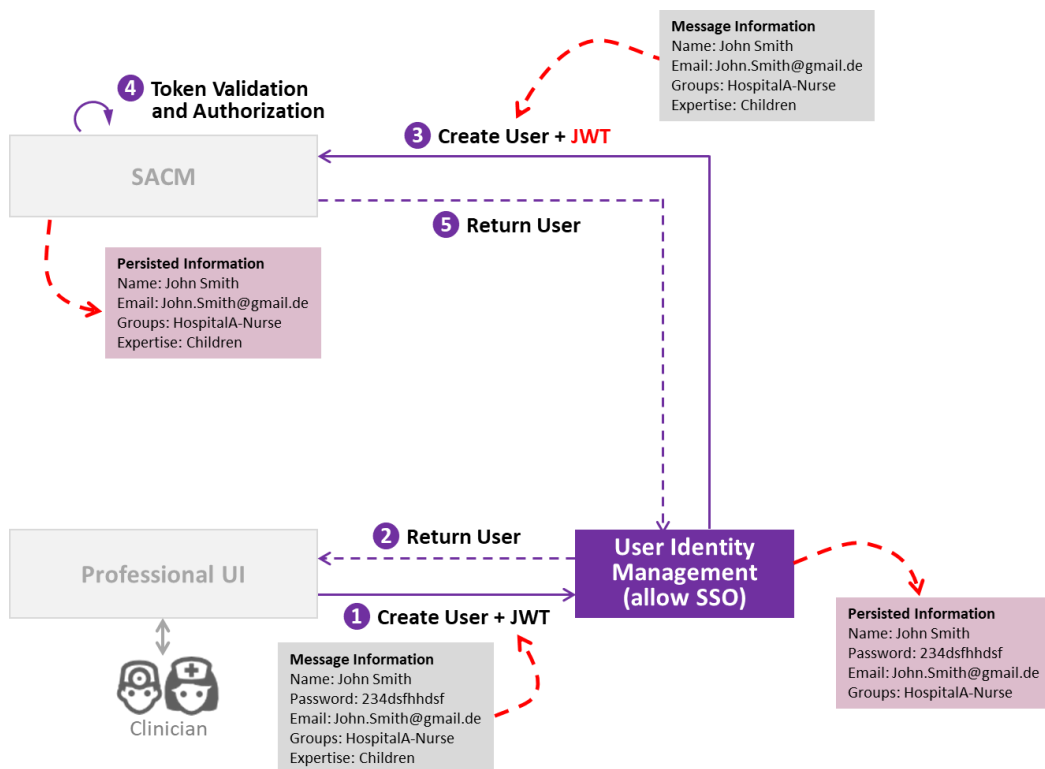 Message Information
Name: John Smith
Email: John.Smith@gmail.de
Groups: HospitalA-Nurse
Expertise: Children
4 Token Validation
and Authorization
3 Create User + JWT
SACM
5 Return User
Persisted Information
Name: John Smith
Email: John.Smith@gmail.de
Groups: HospitalA-Nurse
Expertise: Children
2 Return User
Professional UI
User Identity
Management
(allow SSO)
1 Create User + JWT
Persisted Information
Name: John Smith
Password: 234dsfhhdsf
Email: John.Smith@gmail.de
Groups: HospitalA-Nurse
Message Information
Name: John Smith
Password: 234dsfhhdsf
Email: John.Smith@gmail.de
Groups: HospitalA-Nurse
Expertise: Children
Clinician